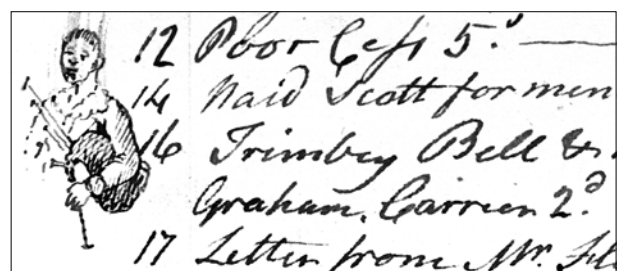 12 Poor Cess 5.s
14 Paid Scott for men
16 Trimbey Bell &
Graham. Carrier 2.d
17 Letter from Mr.